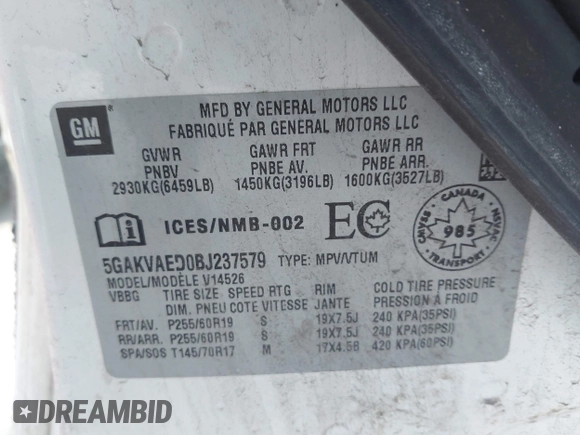 GM
MFD BY GENERAL MOTORS LLC
FABRIQUÉ PAR GENERAL MOTORS LLC
GVWR GAWR FRT GAWR RR
PNBV PNBE AV. PNBE ARR.
2930KG(6459LB) 1450KG(3196LB) 1600KG(3527LB)
ICES/NMB-002 EC
CANADA
CMVSS NSVAC
985
TRANSPORT
5GAKVAED0BJ237579 TYPE: MPV/VTUM
MODEL/MODÈLE V14526
VBBG TIRE SIZE SPEED RTG RIM COLD TIRE PRESSURE
DIM. PNEU COTE VITESSE JANTE PRESSION À FROID
FRT/AV. P255/60R19 S 19X7.5J 240 KPA(35PSI)
RR/ARR. P255/60R19 S 19X7.5J 240 KPA(35PSI)
SPA/SOS T145/70R17 M 17X4.5B 420 KPA(60PSI)
DREAMBID